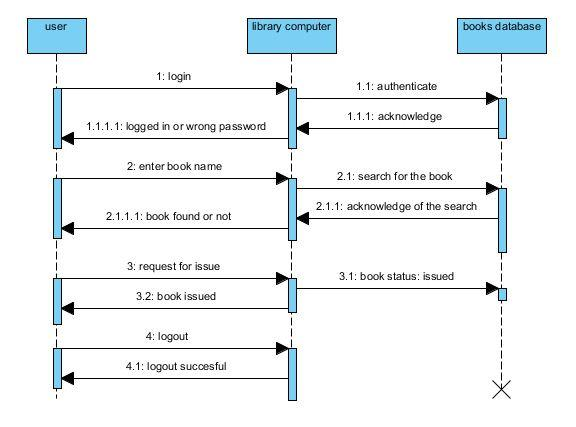 user
library computer
books database
1: login
1.1: authenticate
1.1.1: acknowledge
1.1.1.1: logged in or wrong password
2: enter book name
2.1: search for the book
2.1.1: acknowledge of the search
2.1.1.1: book found or not
3: request for issue
3.1: book status: issued
3.2: book issued
4: logout
4.1: logout succesful